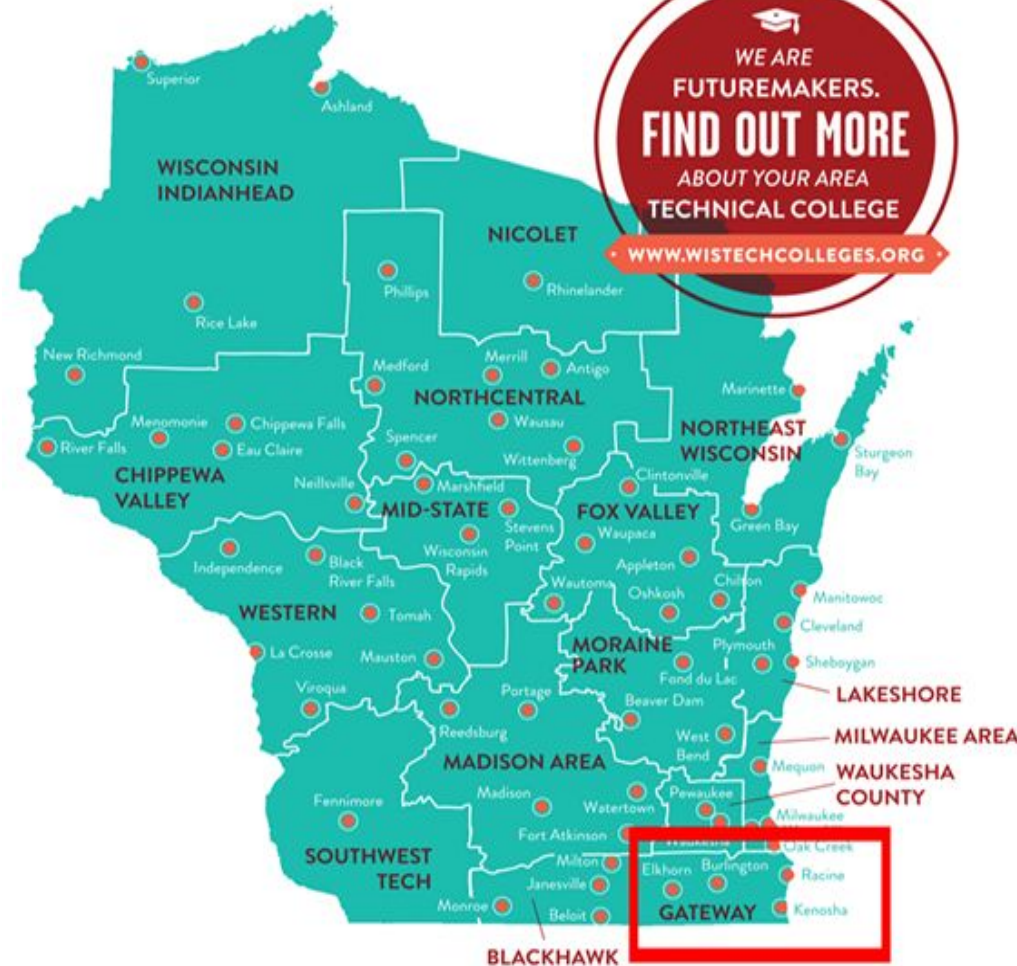 WE ARE
FUTUREMAKERS.
FIND OUT MORE
ABOUT YOUR AREA
TECHNICAL COLLEGE
WWW.WISTECHCOLLEGES.ORG
Superior
Ashland
WISCONSIN
INDIANHEAD
NICOLET
Phillips
Rhinelander
Rice Lake
New Richmond
Medford
Merrill
Antigo
NORTHCENTRAL
Marinette
Menomonie
Chippewa Falls
Wausau
NORTHEAST
WISCONSIN
River Falls
Eau Claire
Spencer
Wittenberg
Sturgeon
Bay
CHIPPEWA
VALLEY
Neillsville
Marshfield
Clintonville
MID-STATE
Stevens
Point
FOX VALLEY
Green Bay
Waupaca
Wisconsin
Rapids
Independence
Black
River Falls
Appleton
Wautoma
Oshkosh
Chilton
Manitowoc
WESTERN
Tomah
Cleveland
MORAINE
PARK
Plymouth
La Crosse
Mauston
Fond du Lac
Sheboygan
Viroqua
Portage
LAKESHORE
Reedsburg
Beaver Dam
West
Bend
MILWAUKEE AREA
MADISON AREA
Mequon
WAUKESHA
COUNTY
Fennimore
Madison
Watertown
Pewaukee
Milwaukee
Fort Atkinson
Waukesha
Oak Creek
SOUTHWEST
TECH
Milton
Elkhorn
Burlington
Racine
Janesville
Monroe
Beloit
GATEWAY
Kenosha
BLACKHAWK